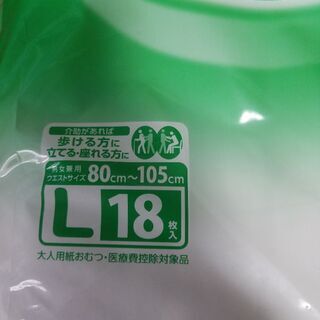 介助があれば
歩ける方に
立てる・座れる方に
男女兼用
ウエストサイズ 80cm～105cm
L 18枚入
大人用紙おむつ・医療費控除対象品